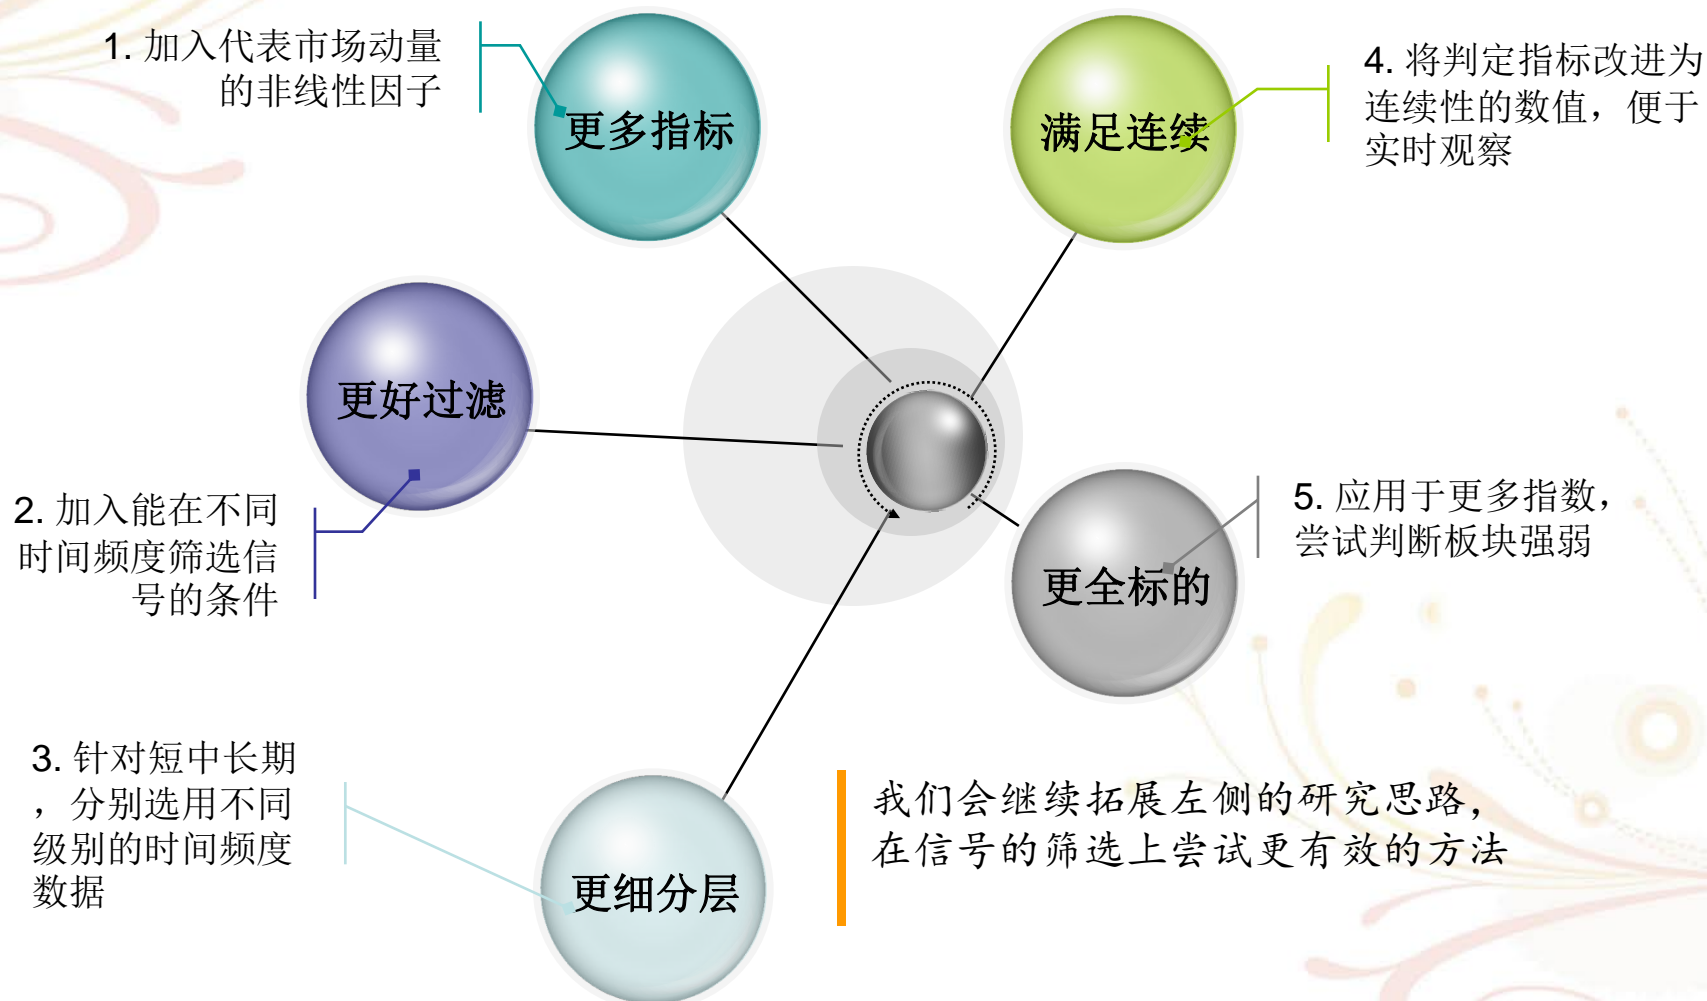 1. 加入代表市场动量
的非线性因子
更多指标
满足连续
4. 将判定指标改进为
连续性的数值，便于
实时观察
更好过滤
2. 加入能在不同
时间频度筛选信
号的条件
5. 应用于更多指数，
尝试判断板块强弱
更全标的
3. 针对短中长期
，分别选用不同
级别的时间频度
数据
更细分层
我们会继续拓展左侧的研究思路，
在信号的筛选上尝试更有效的方法